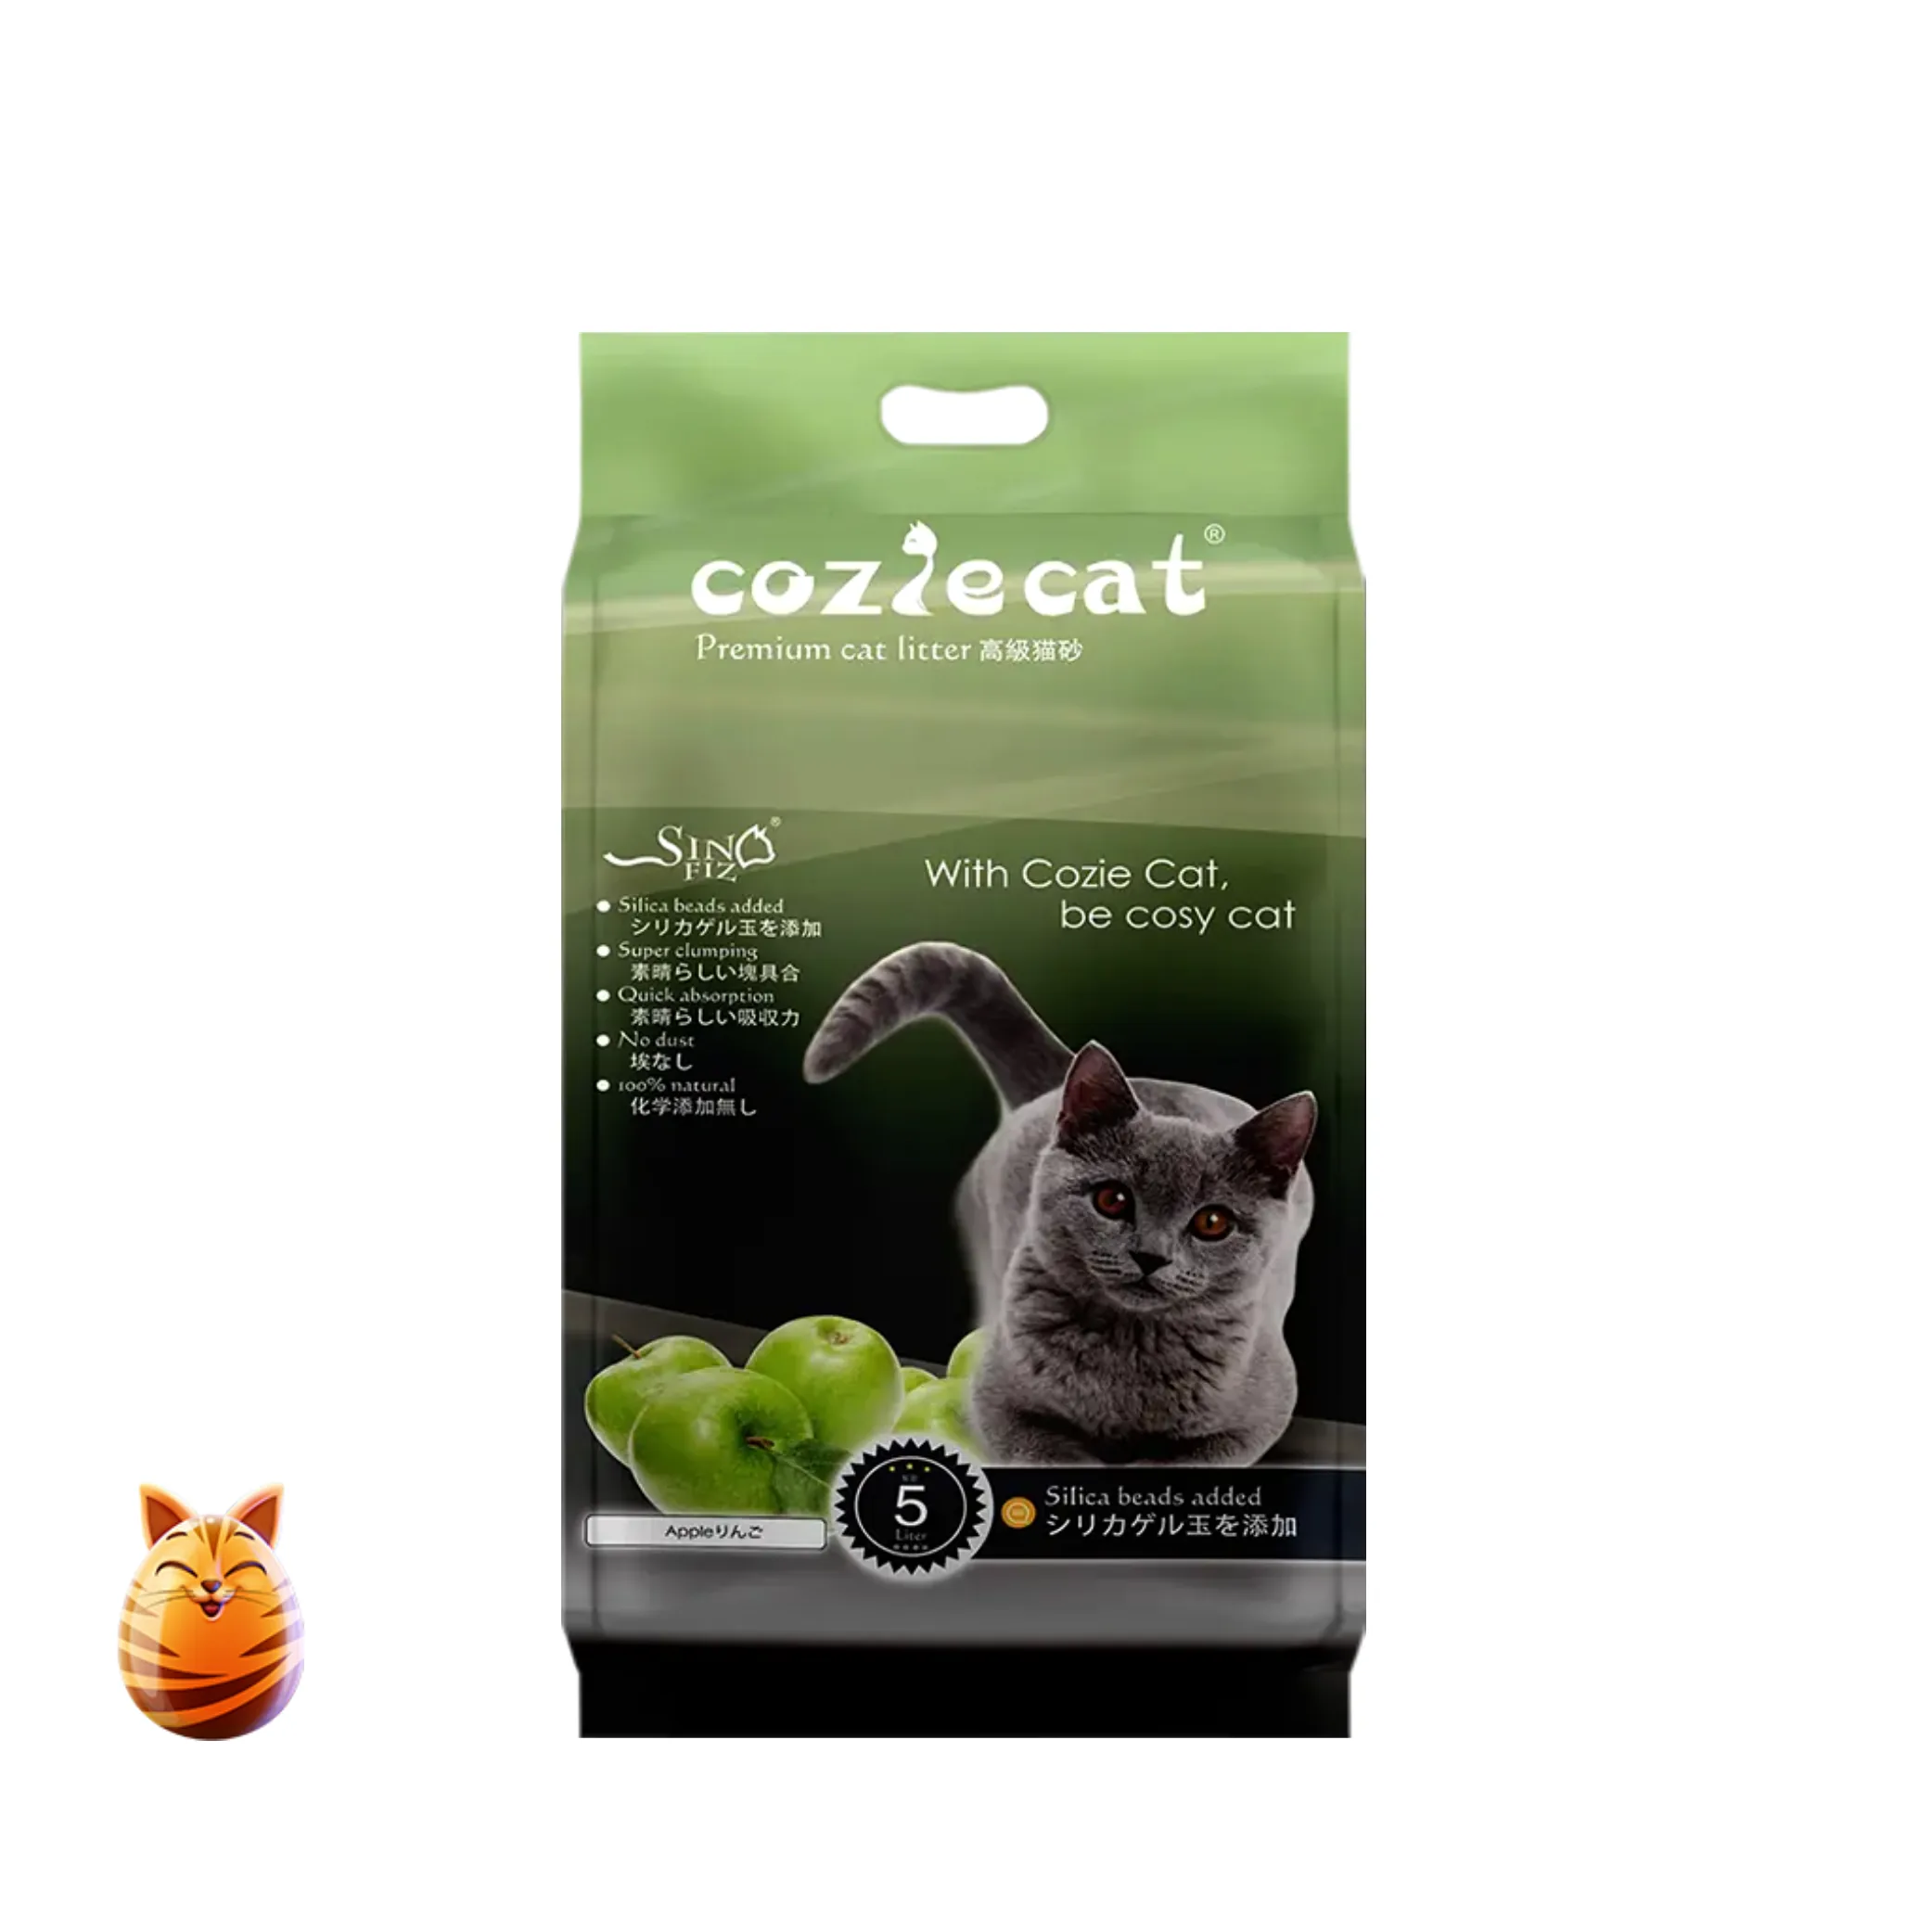 coziecat®
Premium cat litter 高級猫砂
SINO®
FIZ
With Cozie Cat,
be cosy cat
● Silica beads added
シリカゲル玉を添加
● Super clumping
素晴らしい塊具合
● Quick absorption
素晴らしい吸収力
● No dust
埃なし
● 100% natural
化学添加無し
Appleりんご
5
Liter
Silica beads added
シリカゲル玉を添加